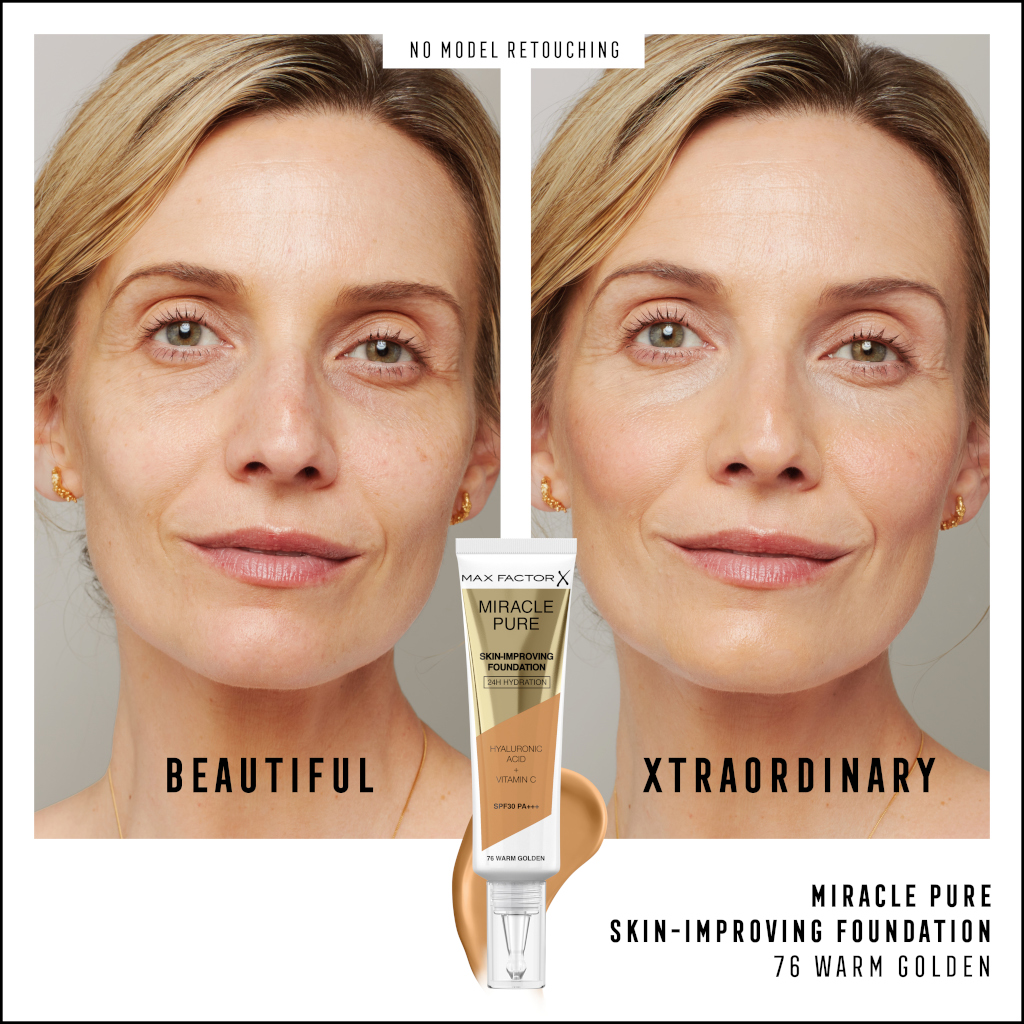 NO MODEL RETOUCHING
BEAUTIFUL
XTRAORDINARY
MAX FACTOR X
MIRACLE
PURE
SKIN-IMPROVING
FOUNDATION
24H HYDRATION
HYALURONIC
ACID
+
VITAMIN C
SPF30 PA+++
76 WARM GOLDEN
MIRACLE PURE
SKIN-IMPROVING FOUNDATION
76 WARM GOLDEN